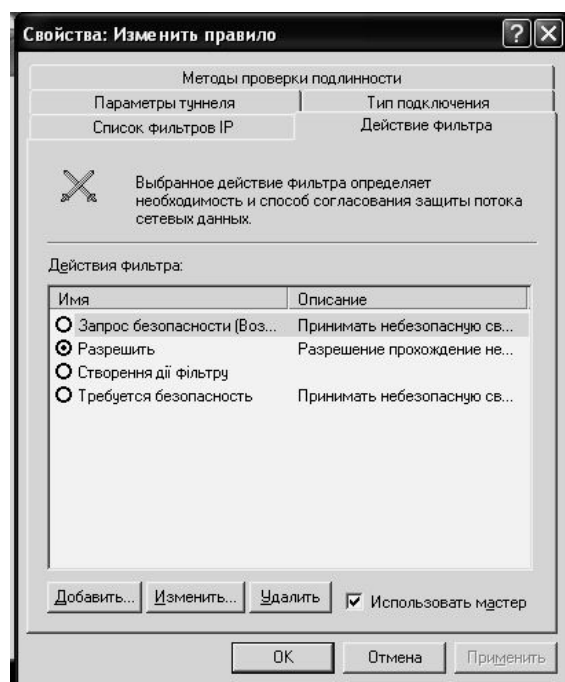 Свойства: Изменить правило
Методы проверки подлинности
Параметры туннеля
Тип подключения
Список фильтров IP
Действие фильтра
Выбранное действие фильтра определяет
необходимость и способ согласования защиты потока
сетевых данных.
Действия фильтра:
Имя Описание
Запрос безопасности (Воз... Принимать небезопасную св...
Разрешить Разрешение прохождение не...
Створення дії фільтру
Требуется безопасность Принимать небезопасную св...
Добавить... Изменить... Удалить Использовать мастер
OK Отмена Применить